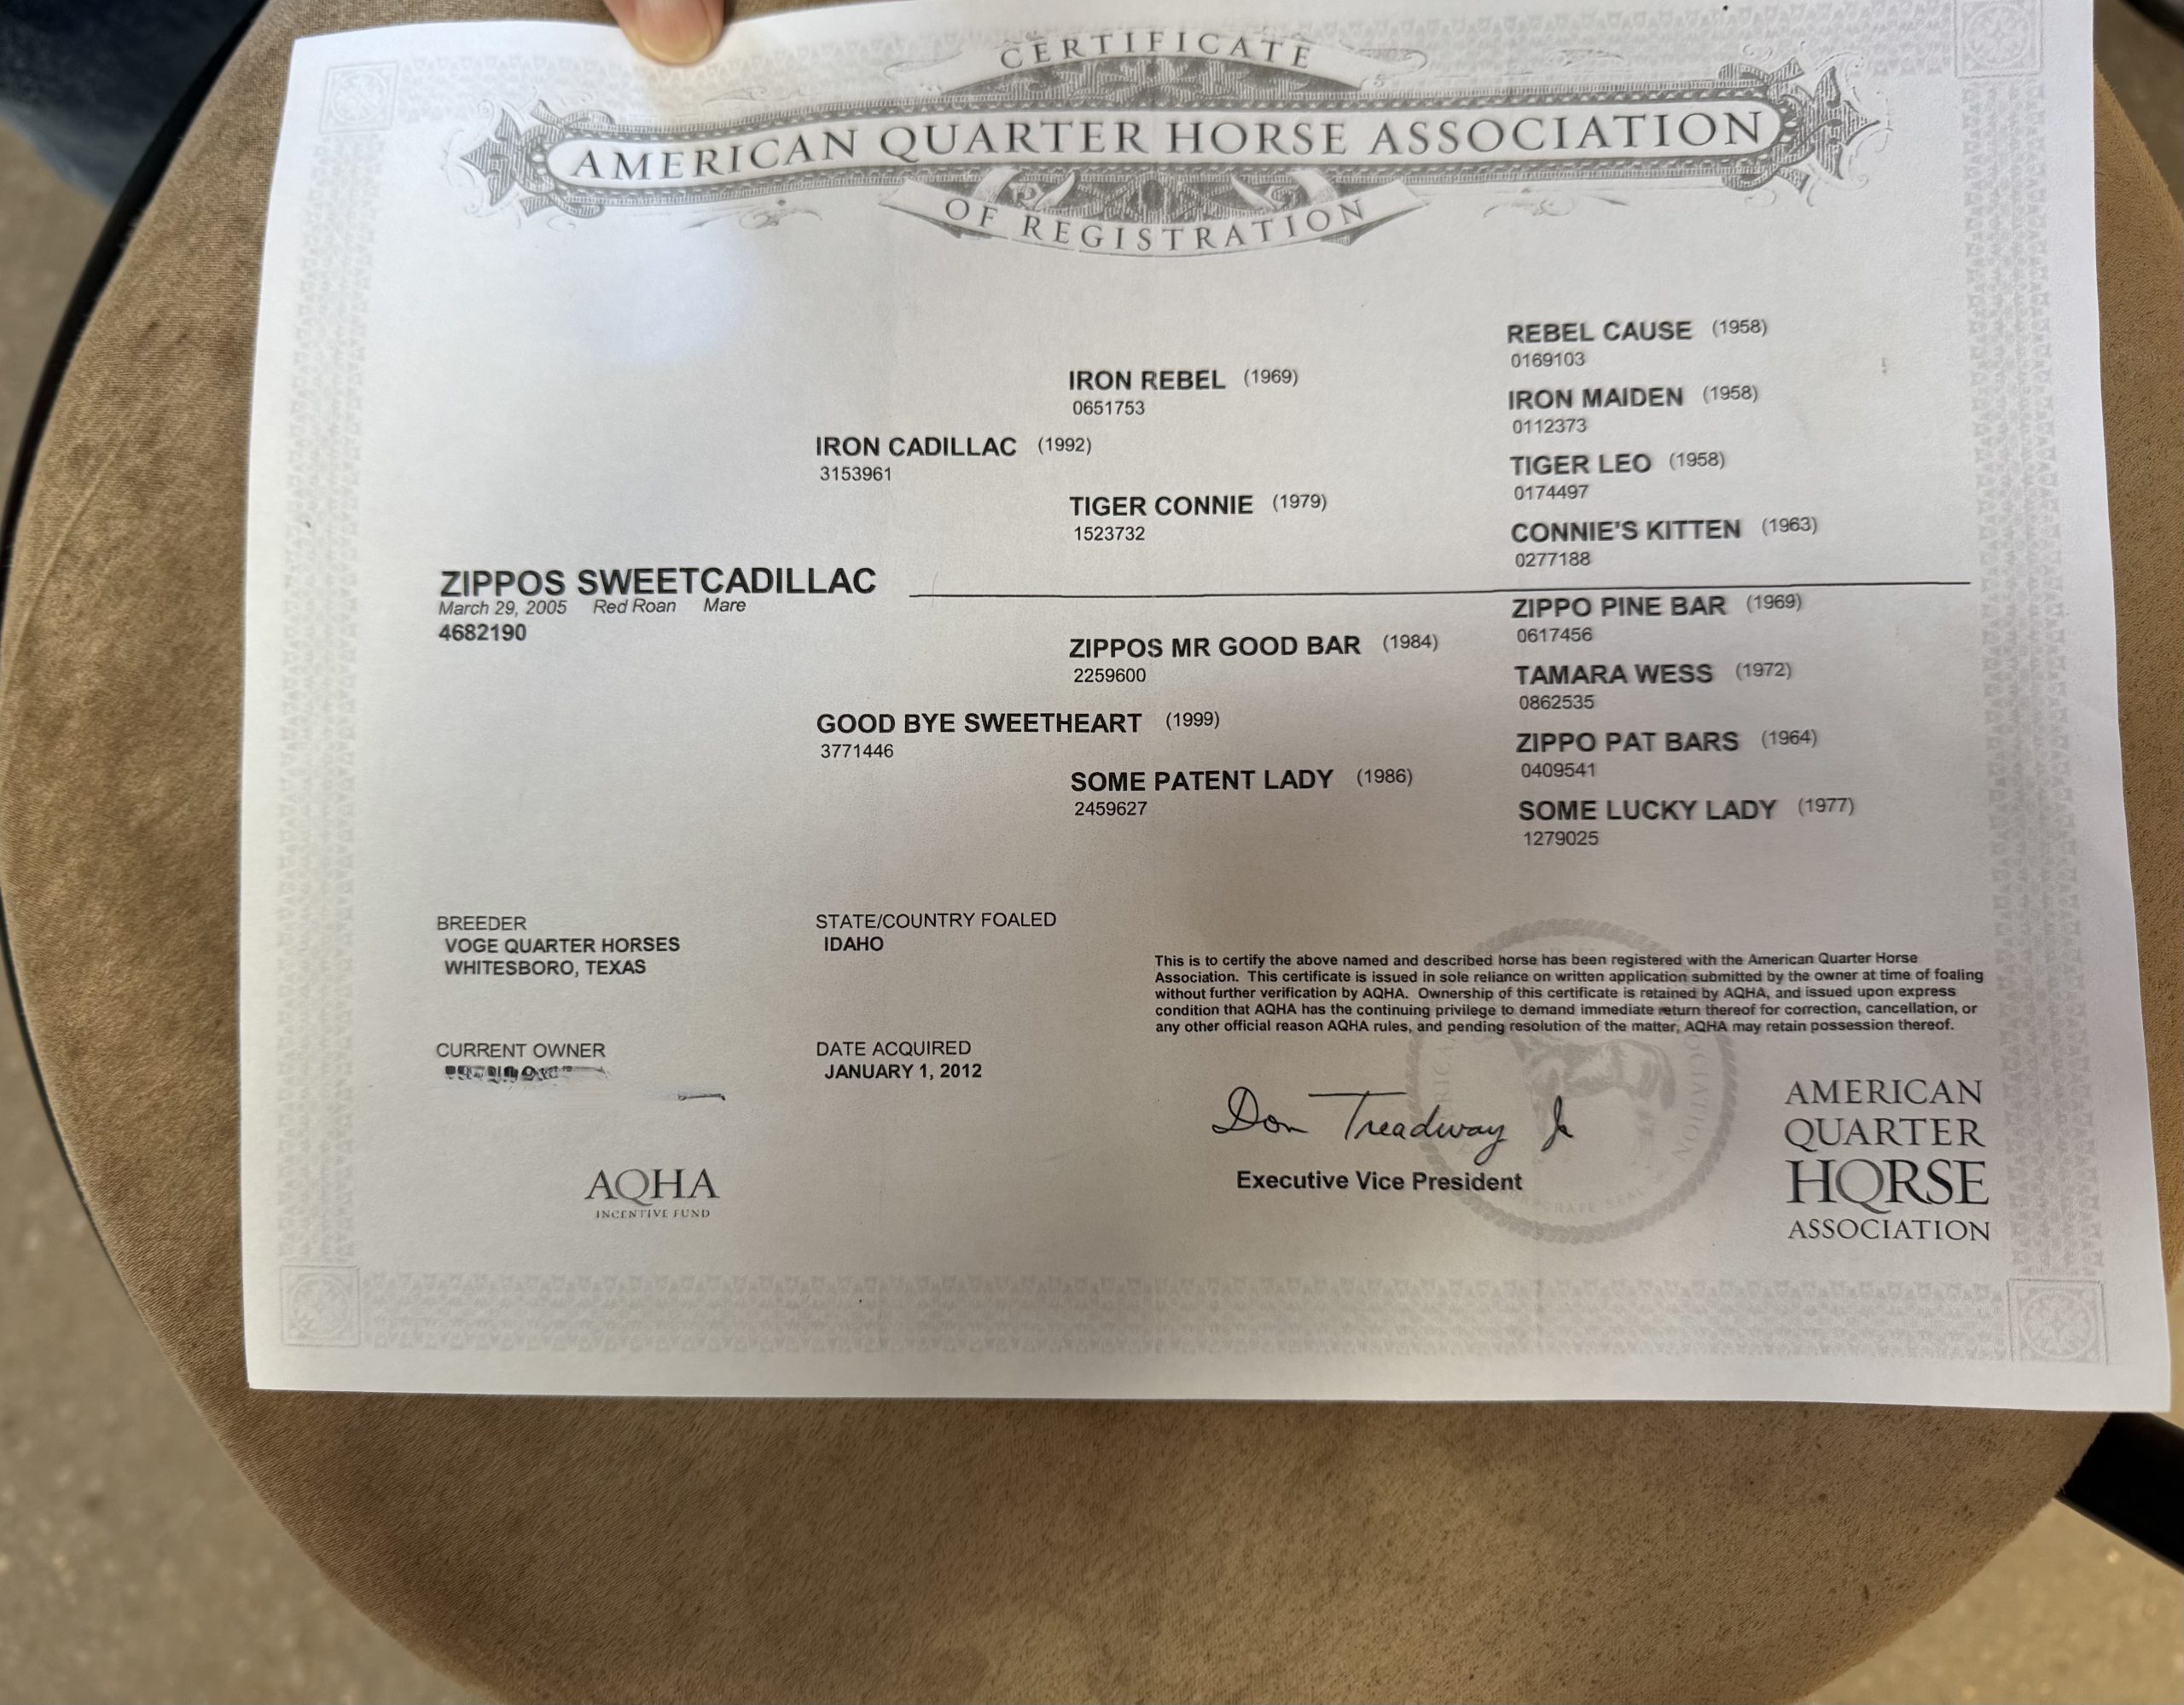 CERTIFICATE
AMERICAN QUARTER HORSE ASSOCIATION
OF REGISTRATION
REBEL CAUSE (1958)
0169103
IRON REBEL (1969)
0651753
IRON MAIDEN (1958)
0112373
IRON CADILLAC (1992)
3153961
TIGER LEO (1958)
0174497
TIGER CONNIE (1979)
1523732
CONNIE'S KITTEN (1963)
0277188
ZIPPOS SWEETCADILLAC
March 29, 2005 Red Roan Mare
4682190
ZIPPO PINE BAR (1969)
0617456
ZIPPOS MR GOOD BAR (1984)
2259600
TAMARA WESS (1972)
0862535
GOOD BYE SWEETHEART (1999)
3771446
ZIPPO PAT BARS (1964)
0409541
SOME PATENT LADY (1986)
2459627
SOME LUCKY LADY (1977)
1279025
BREEDER
VOGE QUARTER HORSES
WHITESBORO, TEXAS
STATE/COUNTRY FOALED
IDAHO
This is to certify the above named and described horse has been registered with the American Quarter Horse
Association. This certificate is issued in sole reliance on written application submitted by the owner at time of foaling
without further verification by AQHA. Ownership of this certificate is retained by AQHA, and issued upon express
condition that AQHA has the continuing privilege to demand immediate return thereof for correction, cancellation, or
any other official reason AQHA rules, and pending resolution of the matter, AQHA may retain possession thereof.
CURRENT OWNER
DATE ACQUIRED
JANUARY 1, 2012
Don Treadway Jr
Executive Vice President
AQHA
INCENTIVE FUND
AMERICAN
QUARTER
HORSE
ASSOCIATION